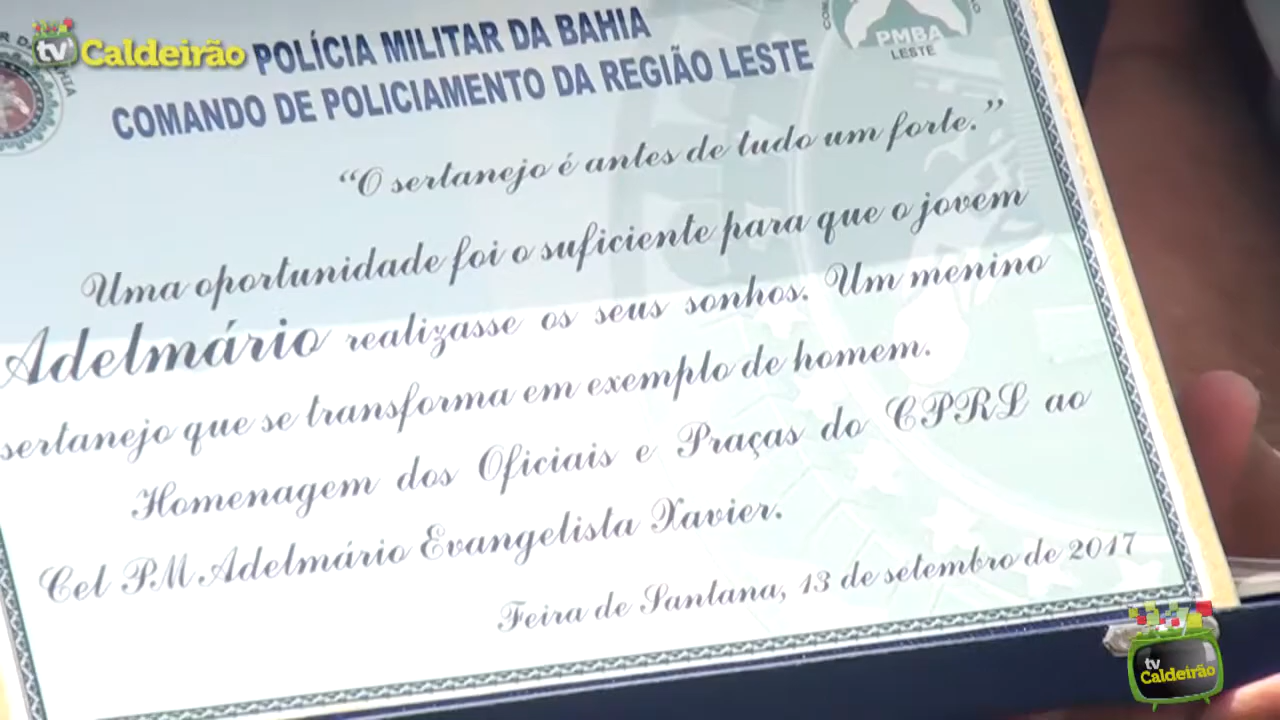 tv Caldeirão
POLÍCIA MILITAR DA BAHIA
COMANDO DE POLICIAMENTO DA REGIÃO LESTE
PMBA
LESTE
“O sertanejo é antes de tudo um forte.”
Uma oportunidade foi o suficiente para que o jovem
Adelmário realizasse os seus sonhos. Um menino
sertanejo que se transforma em exemplo de homem.
Homenagem dos Oficiais e Praças do CPRL ao
Cel PM Adelmário Evangelista Xavier.
Feira de Santana, 13 de setembro de 2017
tv
Caldeirão